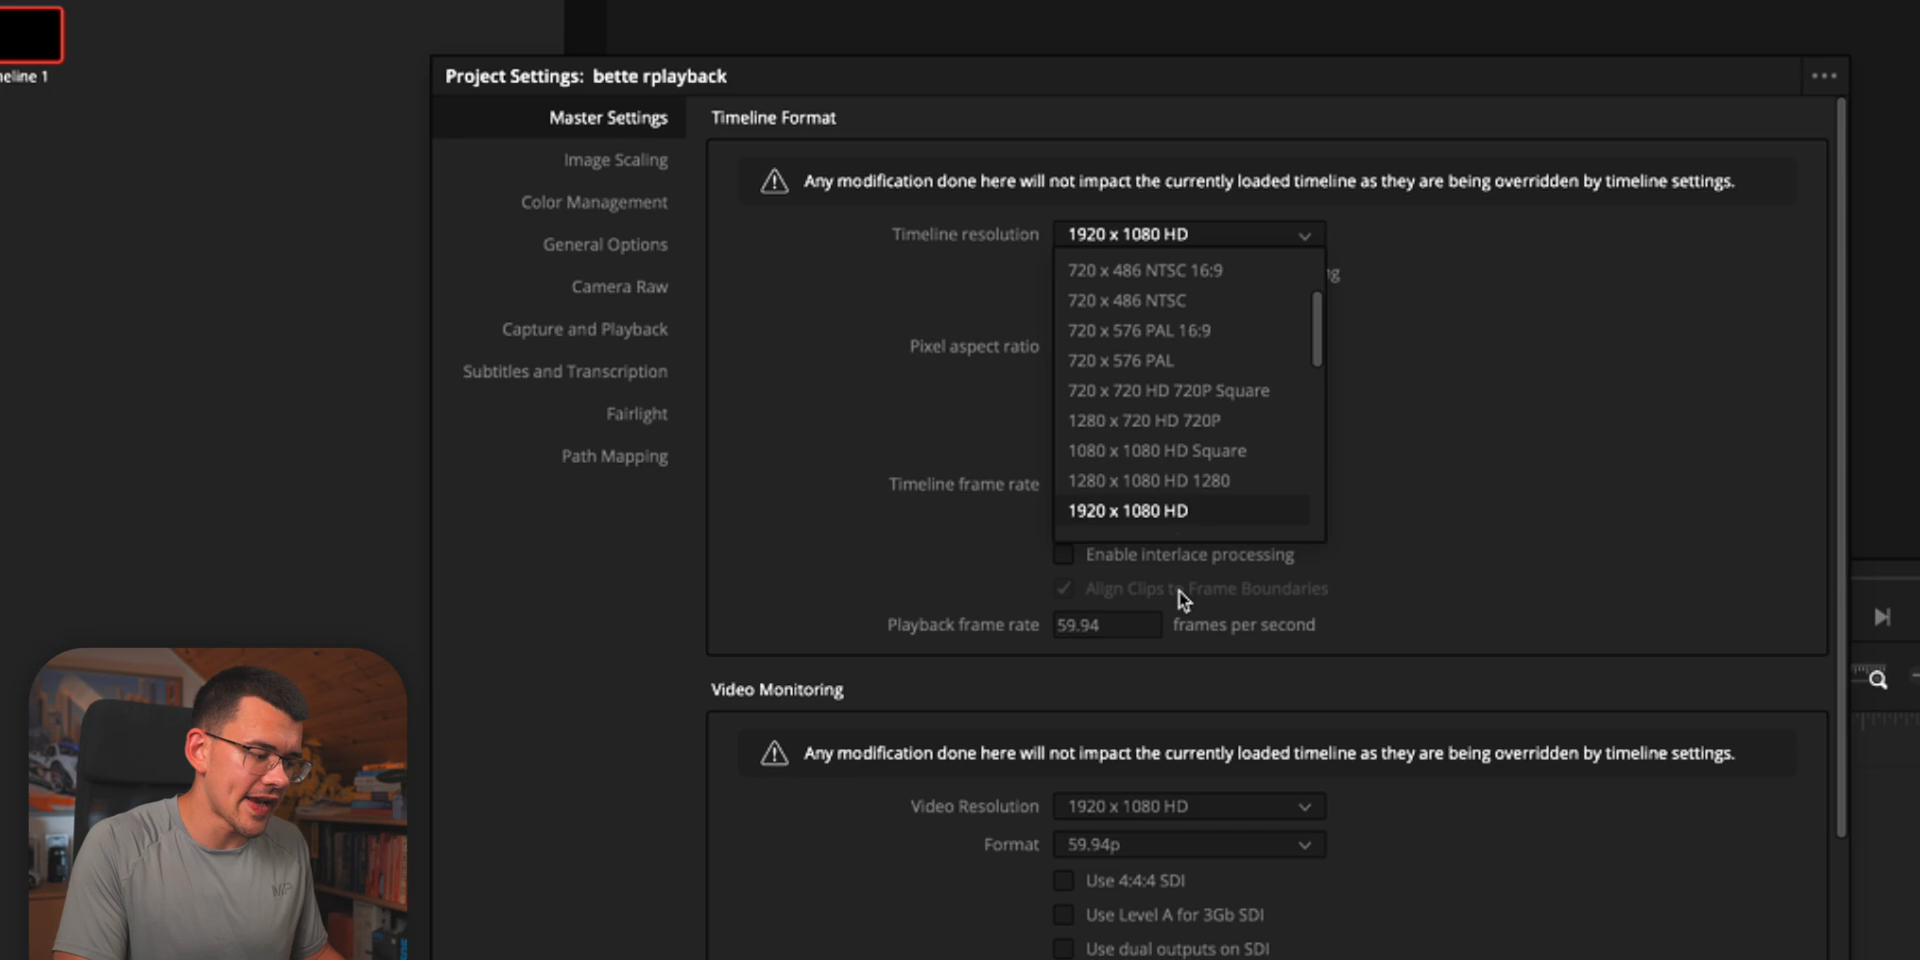 eline 1
Project Settings: bette rplayback
Master Settings
Image Scaling
Color Management
General Options
Camera Raw
Capture and Playback
Subtitles and Transcription
Fairlight
Path Mapping
Timeline Format
Any modification done here will not impact the currently loaded timeline as they are being overridden by timeline settings.
Timeline resolution 1920 x 1080 HD
720 x 486 NTSC 16:9
ng
720 x 486 NTSC
720 x 576 PAL 16:9
Pixel aspect ratio
720 x 576 PAL
720 x 720 HD 720P Square
1280 x 720 HD 720P
1080 x 1080 HD Square
1280 x 1080 HD 1280
Timeline frame rate
1920 x 1080 HD
Enable interlace processing
Align Clips to Frame Boundaries
Playback frame rate 59.94 frames per second
Video Monitoring
Any modification done here will not impact the currently loaded timeline as they are being overridden by timeline settings.
Video Resolution 1920 x 1080 HD
Format 59.94p
Use 4:4:4 SDI
Use Level A for 3Gb SDI
Use dual outputs on SDI